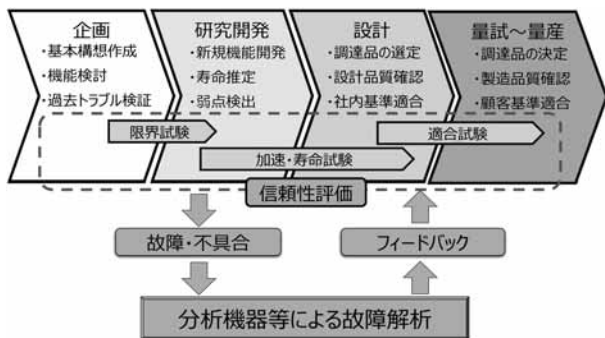 企画
・基本構想作成
・機能検討
・過去トラブル検証
研究開発
・新規機能開発
・寿命推定
・弱点検出
設計
・調達品の選定
・設計品質確認
・社内基準適合
量試～量産
・調達品の決定
・製造品質確認
・顧客基準適合
限界試験
適合試験
加速・寿命試験
信頼性評価
故障・不具合
フィードバック
分析機器等による故障解析